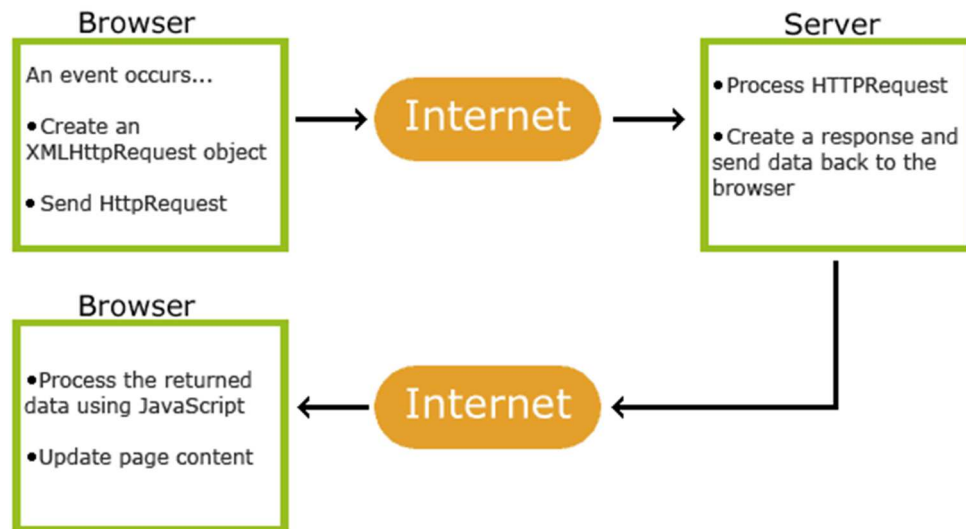 Browser
An event occurs...
•Create an
XMLHttpRequest object
• Send HttpRequest
Internet
Server
•Process HTTPRequest
•Create a response and
send data back to the
browser
Browser
•Process the returned
data using JavaScript
•Update page content
Internet